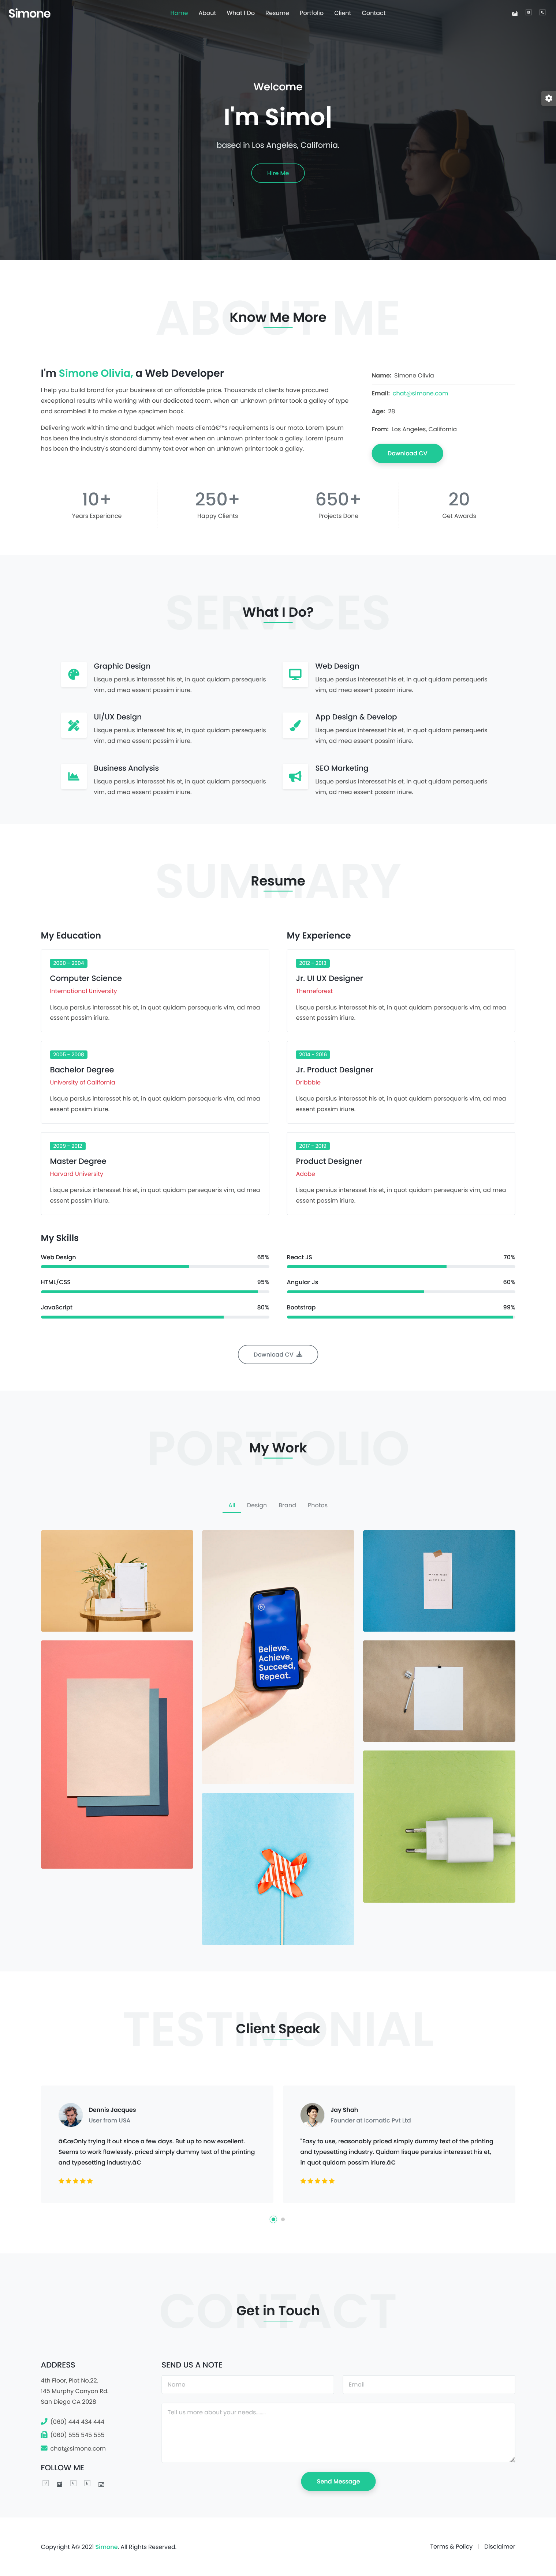 Simone
Home About What I Do Resume Portfolio Client Contact
Welcome
I'm Simo|
based in Los Angeles, California.
Hire Me
ABOUT ME
Know Me More
I'm Simone Olivia, a Web Developer
I help you build brand for your business at an affordable price. Thousands of clients have procured
exceptional results while working with our dedicated team. when an unknown printer took a galley of type
and scrambled it to make a type specimen book.
Delivering work within time and budget which meets clientâ€™s requirements is our moto. Lorem Ipsum
has been the industry's standard dummy text ever when an unknown printer took a galley. Lorem Ipsum
has been the industry's standard dummy text ever when an unknown printer took a galley.
Name: Simone Olivia
Email: chat@simone.com
Age: 28
From: Los Angeles, California
Download CV
10+
Years Experiance
250+
Happy Clients
650+
Projects Done
20
Get Awards
SERVICES
What I Do?
Graphic Design
Lisque persius interesset his et, in quot quidam persequeris
vim, ad mea essent possim iriure.
Web Design
Lisque persius interesset his et, in quot quidam persequeris
vim, ad mea essent possim iriure.
UI/UX Design
Lisque persius interesset his et, in quot quidam persequeris
vim, ad mea essent possim iriure.
App Design & Develop
Lisque persius interesset his et, in quot quidam persequeris
vim, ad mea essent possim iriure.
Business Analysis
Lisque persius interesset his et, in quot quidam persequeris
vim, ad mea essent possim iriure.
SEO Marketing
Lisque persius interesset his et, in quot quidam persequeris
vim, ad mea essent possim iriure.
SUMMARY
Resume
My Education
2000 - 2004
Computer Science
International University
Lisque persius interesset his et, in quot quidam persequeris vim, ad mea
essent possim iriure.
2005 - 2008
Bachelor Degree
University of California
Lisque persius interesset his et, in quot quidam persequeris vim, ad mea
essent possim iriure.
2009 - 2012
Master Degree
Harvard University
Lisque persius interesset his et, in quot quidam persequeris vim, ad mea
essent possim iriure.
My Experience
2012 - 2013
Jr. UI UX Designer
Themeforest
Lisque persius interesset his et, in quot quidam persequeris vim, ad mea
essent possim iriure.
2014 - 2016
Jr. Product Designer
Dribbble
Lisque persius interesset his et, in quot quidam persequeris vim, ad mea
essent possim iriure.
2017 - 2019
Product Designer
Adobe
Lisque persius interesset his et, in quot quidam persequeris vim, ad mea
essent possim iriure.
My Skills
Web Design 65%
HTML/CSS 95%
JavaScript 80%
React JS 70%
Angular Js 60%
Bootstrap 99%
Download CV
PORTFOLIO
My Work
All Design Brand Photos
Believe,
Achieve,
Succeed,
Repeat.
TESTIMONIAL
Client Speak
Dennis Jacques
User from USA
â€œOnly trying it out since a few days. But up to now excellent.
Seems to work flawlessly. priced simply dummy text of the printing
and typesetting industry.â€
Jay Shah
Founder at Icomatic Pvt Ltd
"Easy to use, reasonably priced simply dummy text of the printing
and typesetting industry. Quidam lisque persius interesset his et,
in quot quidam possim iriure.â€
CONTACT
Get in Touch
ADDRESS
4th Floor, Plot No.22,
145 Murphy Canyon Rd.
San Diego CA 2028
(060) 444 434 444
(060) 555 545 555
chat@simone.com
FOLLOW ME
SEND US A NOTE
Name
Email
Tell us more about your needs........
Send Message
Copyright Â© 2021 Simone. All Rights Reserved.
Terms & Policy Disclaimer